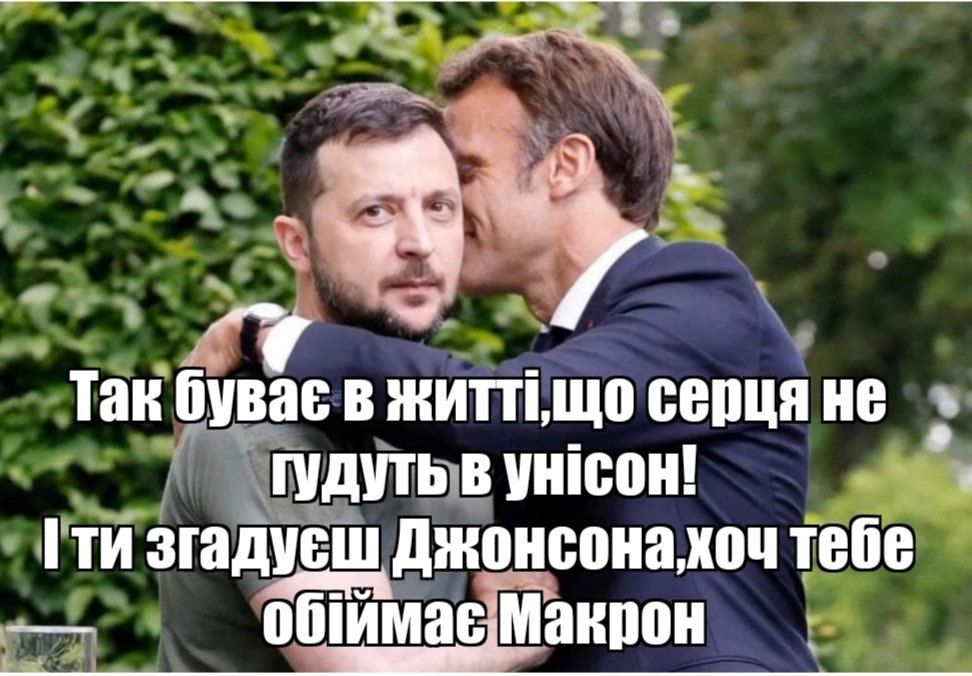 Так буває в житті,що серця не
гудуть в унісон!
І ти згадуєш Джонсона,хоч тебе
обіймає Макрон